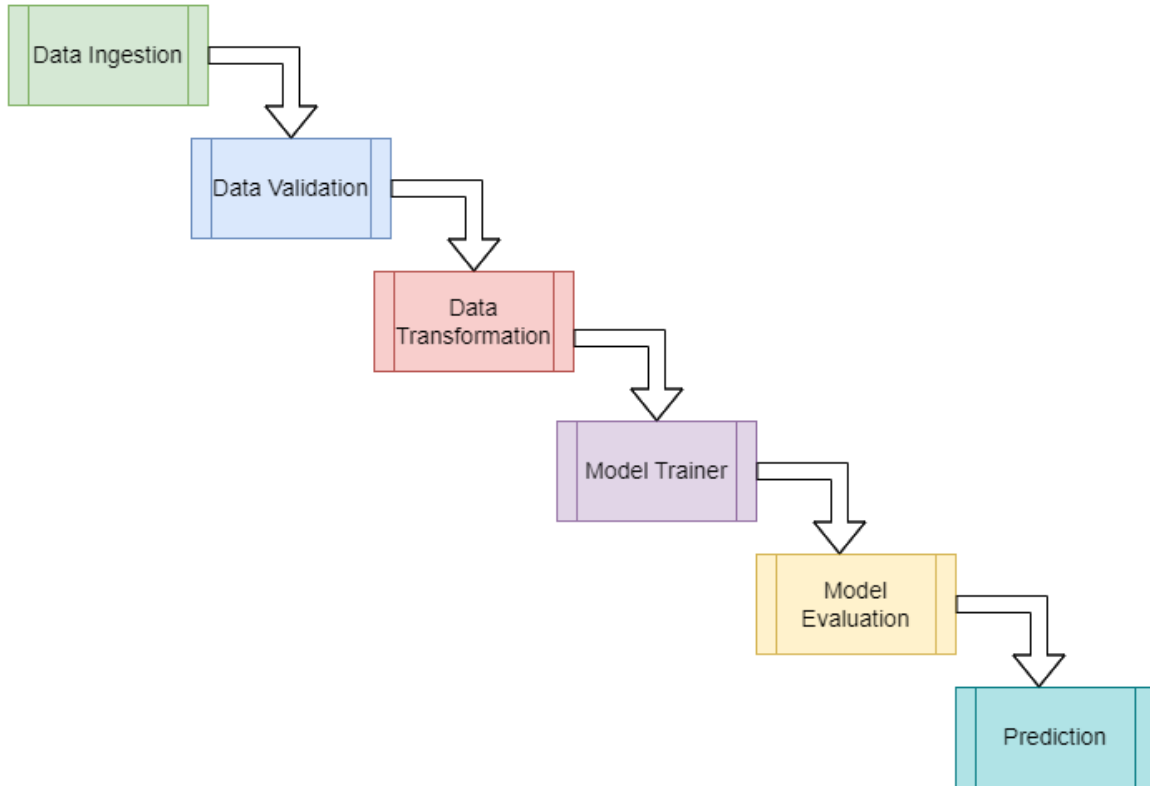 Data Ingestion
Data Validation
Data
Transformation
Model Trainer
Model
Evaluation
Prediction